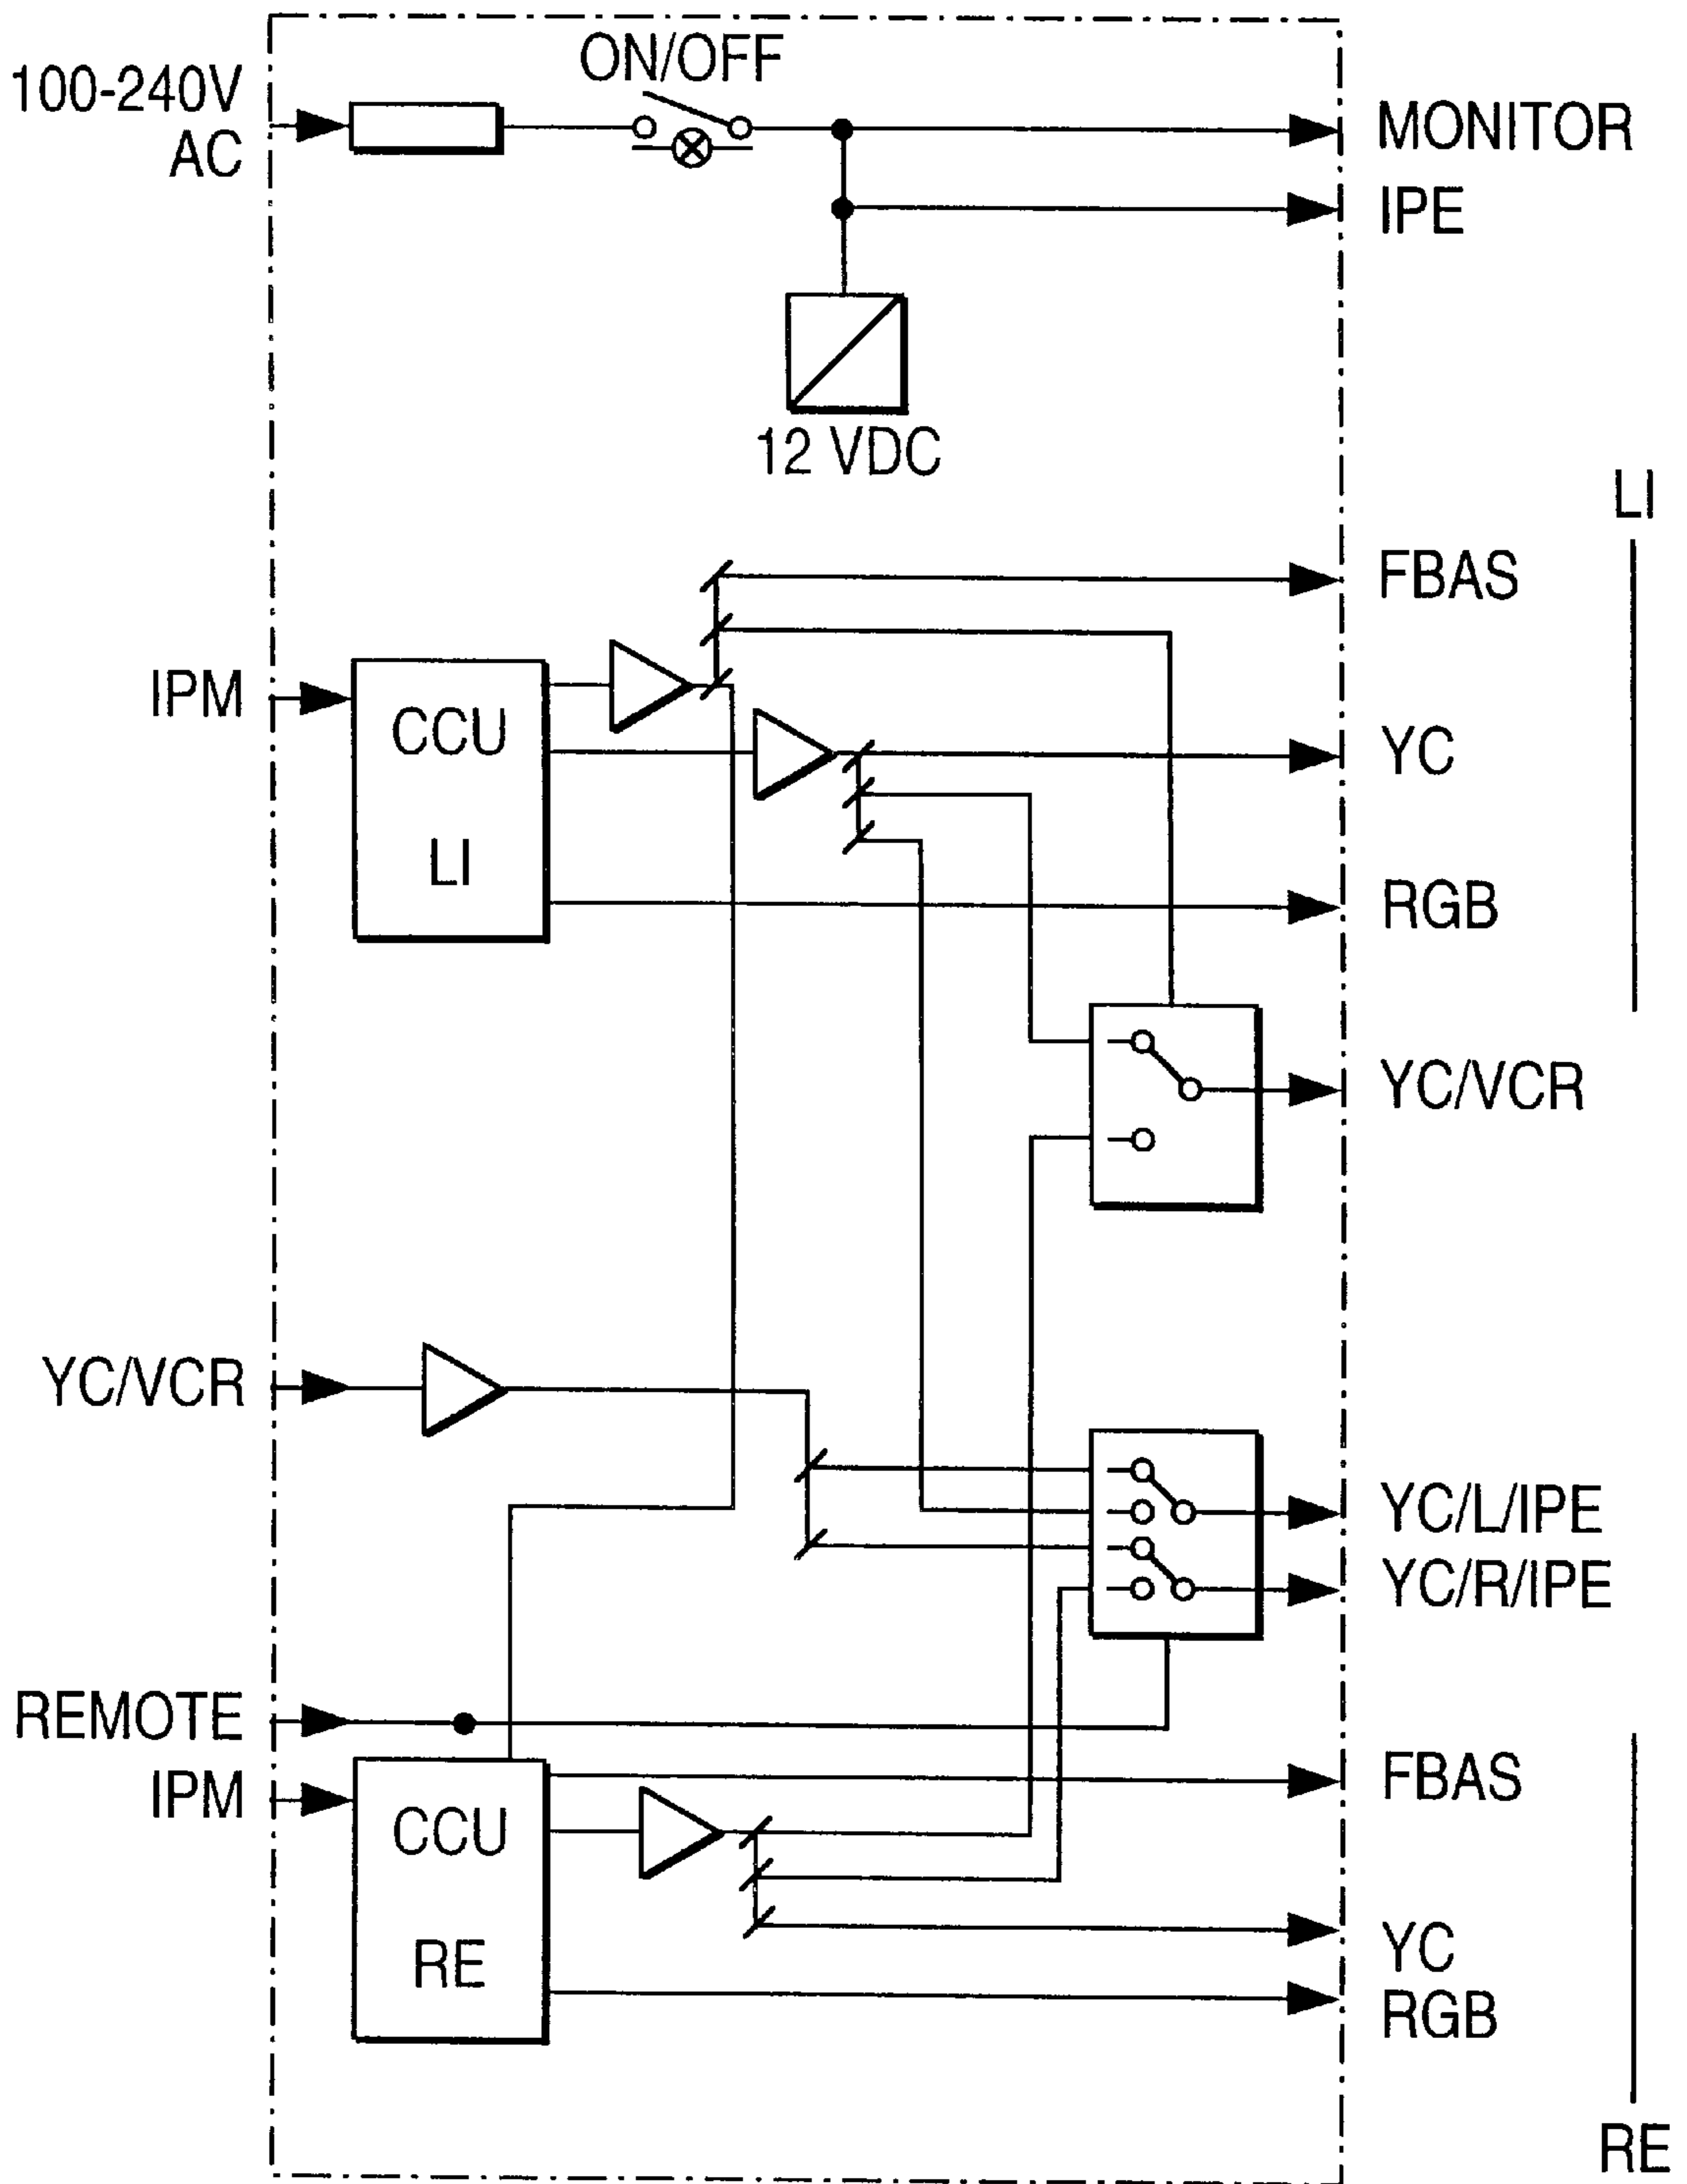 ON/OFF
100-240V
AC
MONITOR
IPE
12 VDC
LI
FBAS
IPM
CCU
LI
YC
RGB
YC/VCR
YC/VCR
YC/L/IPE
YC/R/IPE
REMOTE
IPM
CCU
RE
FBAS
YC
RGB
RE